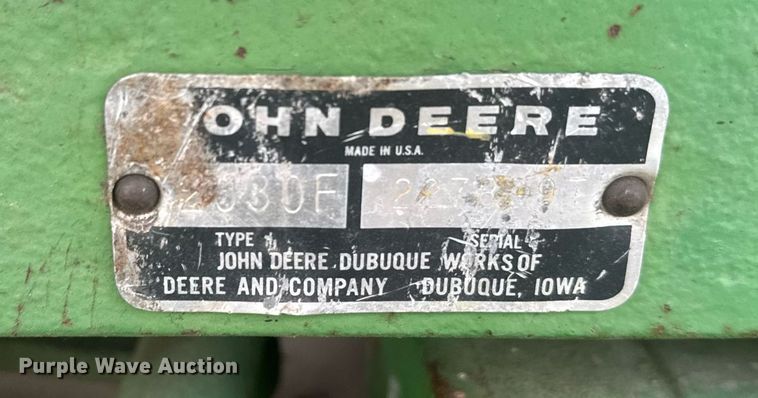 OHN DEERE
MADE IN U.S.A.
TYPE SERIAL
JOHN DEERE DUBUQUE WORKS OF
DEERE AND COMPANY DUBUQUE, IOWA
Purple Wave Auction